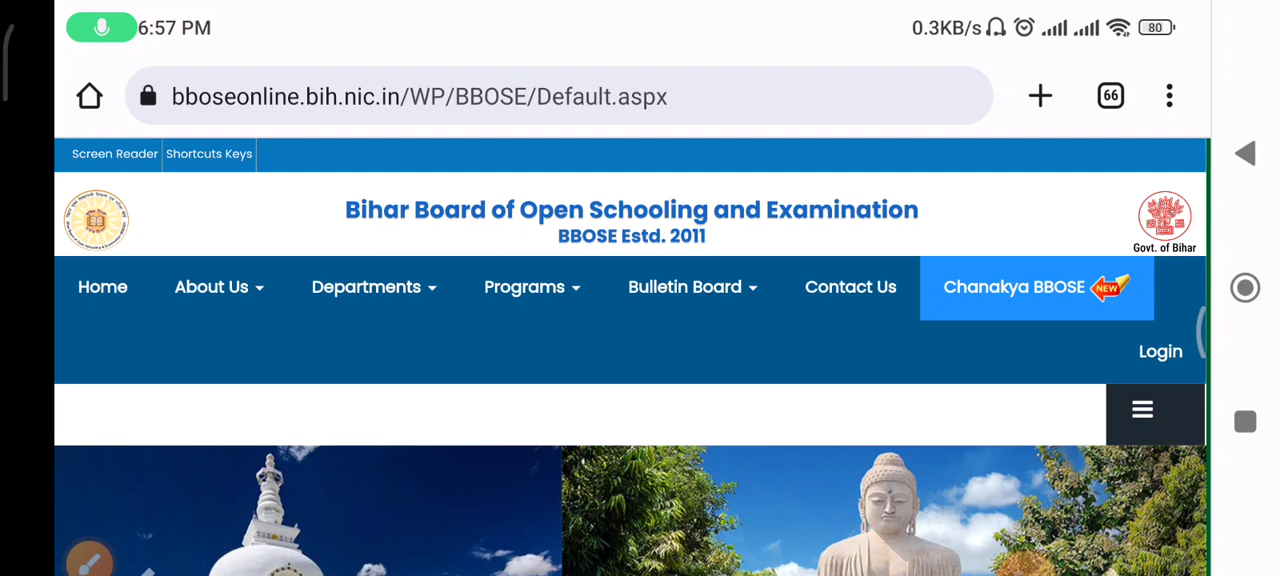 6:57 PM 0.3KB/s 80
bboseonline.bih.nic.in/WP/BBOSE/Default.aspx 66
Screen Reader Shortcuts Keys
Bihar Board of Open Schooling and Examination
BBOSE Estd. 2011
Govt. of Bihar
Home About Us Departments Programs Bulletin Board Contact Us Chanakya BBOSE NEW
Login